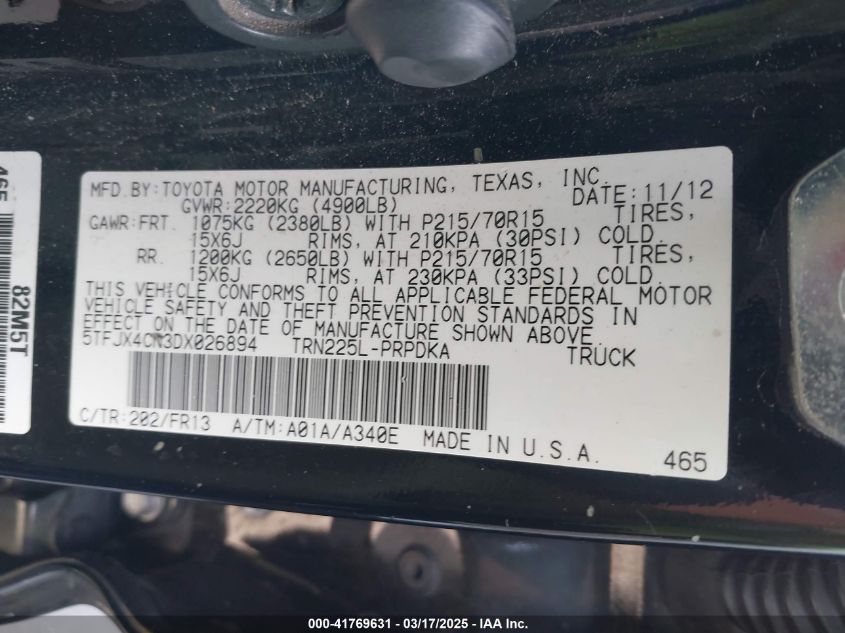 MFD.BY:TOYOTA MOTOR MANUFACTURING, TEXAS, INC.
GVWR:2220KG (4900LB) DATE:11/12
GAWR:FRT. 1075KG (2380LB) WITH P215/70R15 TIRES,
15X6J RIMS, AT 210KPA (30PSI) COLD.
RR. 1200KG (2650LB) WITH P215/70R15 TIRES,
15X6J RIMS, AT 230KPA (33PSI) COLD.
THIS VEHICLE CONFORMS TO ALL APPLICABLE FEDERAL MOTOR
VEHICLE SAFETY AND THEFT PREVENTION STANDARDS IN
EFFECT ON THE DATE OF MANUFACTURE SHOWN ABOVE.
TRN225L-PRPDKA TRUCK
C/TR:202/FR13 A/TM:A01A/A340E MADE IN U.S.A.
465
465
82M5T
000-41769631 - 03/17/2025 - IAA Inc.